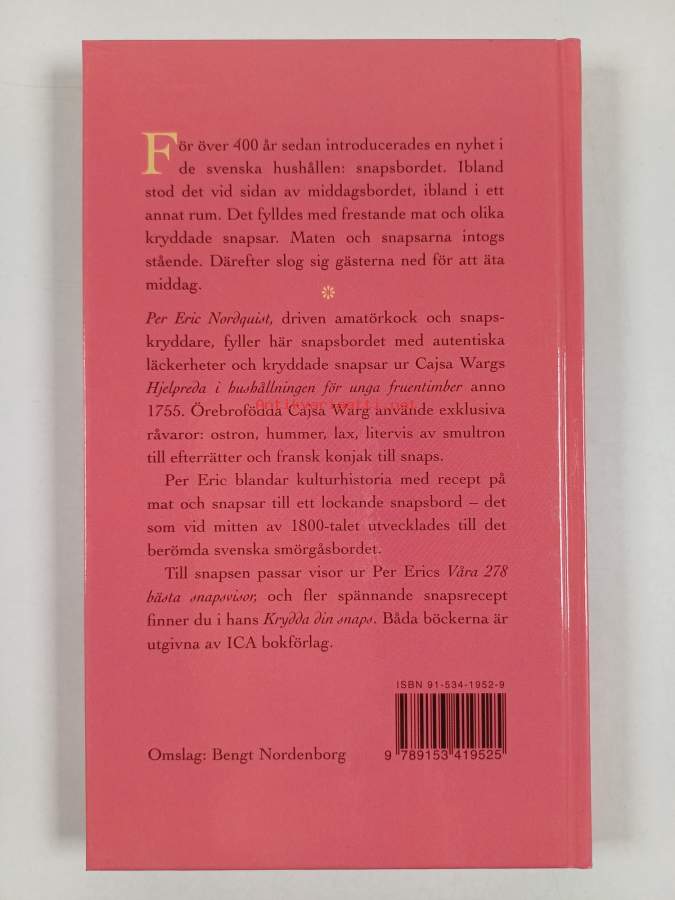 För över 400 år sedan introducerades en nyhet i
de svenska hushållen: snapsbordet. Ibland
stod det vid sidan av middagsbordet, ibland i ett
annat rum. Det fylldes med frestande mat och olika
kryddade snapsar. Maten och snapsarna intogs
stående. Därefter slog sig gästerna ned för att äta
middag.
Per Eric Nordquist, driven amatörkock och snaps-
kryddare, fyller här snapsbordet med autentiska
läckerheter och kryddade snapsar ur Cajsa Wargs
Hjelpreda i hushållningen för unga fruentimber anno
1755. Örebrofödda Cajsa Warg använde exklusiva
råvaror: ostron, hummer, lax, litervis av smultron
till efterrätter och fransk konjak till snaps.
Per Eric blandar kulturhistoria med recept på
mat och snapsar till ett lockande snapsbord – det
som vid mitten av 1800-talet utvecklades till det
berömda svenska smörgåsbordet.
Till snapsen passar visor ur Per Erics Våra 278
bästa snapsvisor, och fler spännande snapsrecept
finner du i hans Krydda din snaps. Båda böckerna är
utgivna av ICA bokförlag.
ISBN 91-534-1952-9
Omslag: Bengt Nordenborg
9 789153 419525